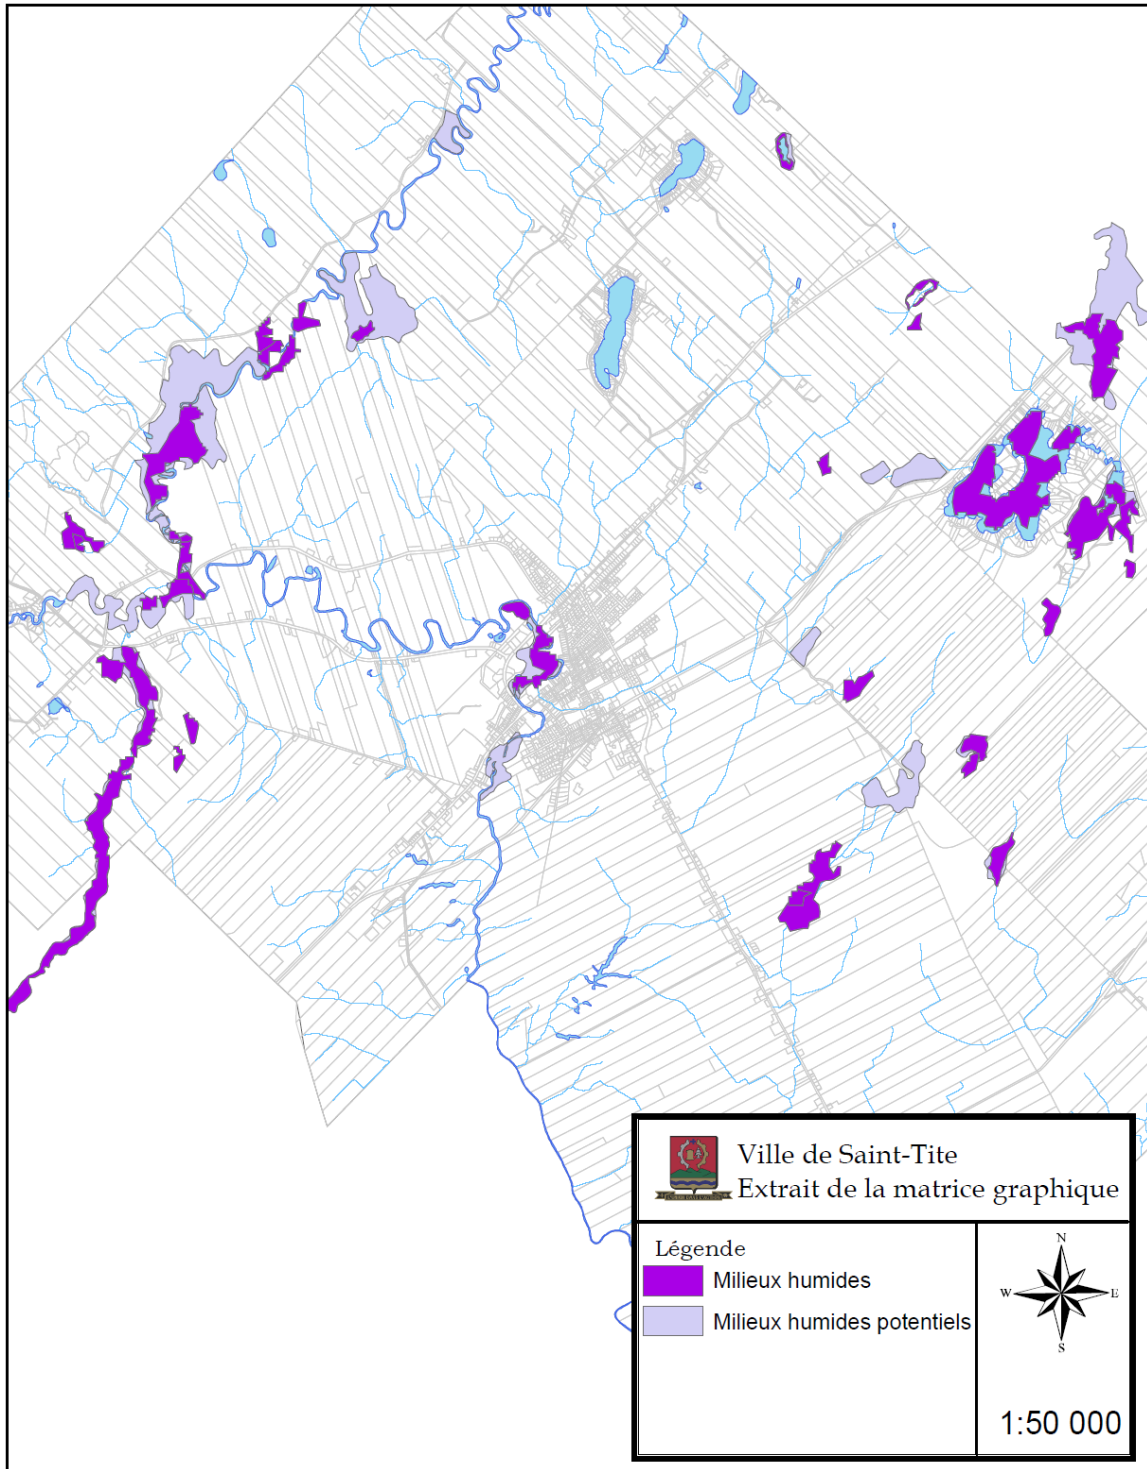 Ville de Saint-Tite
Extrait de la matrice graphique
Légende
Milieux humides
Milieux humides potentiels
N
W
E
S
1:50 000